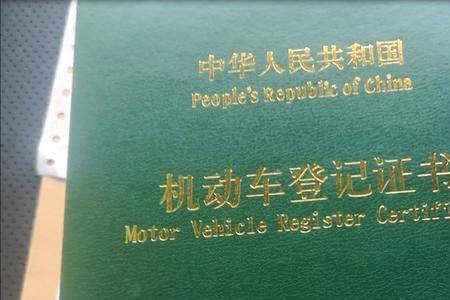 中华人民共和国
People's Republic of China
机动车登记证书
Motor Vehicle Register Certifi